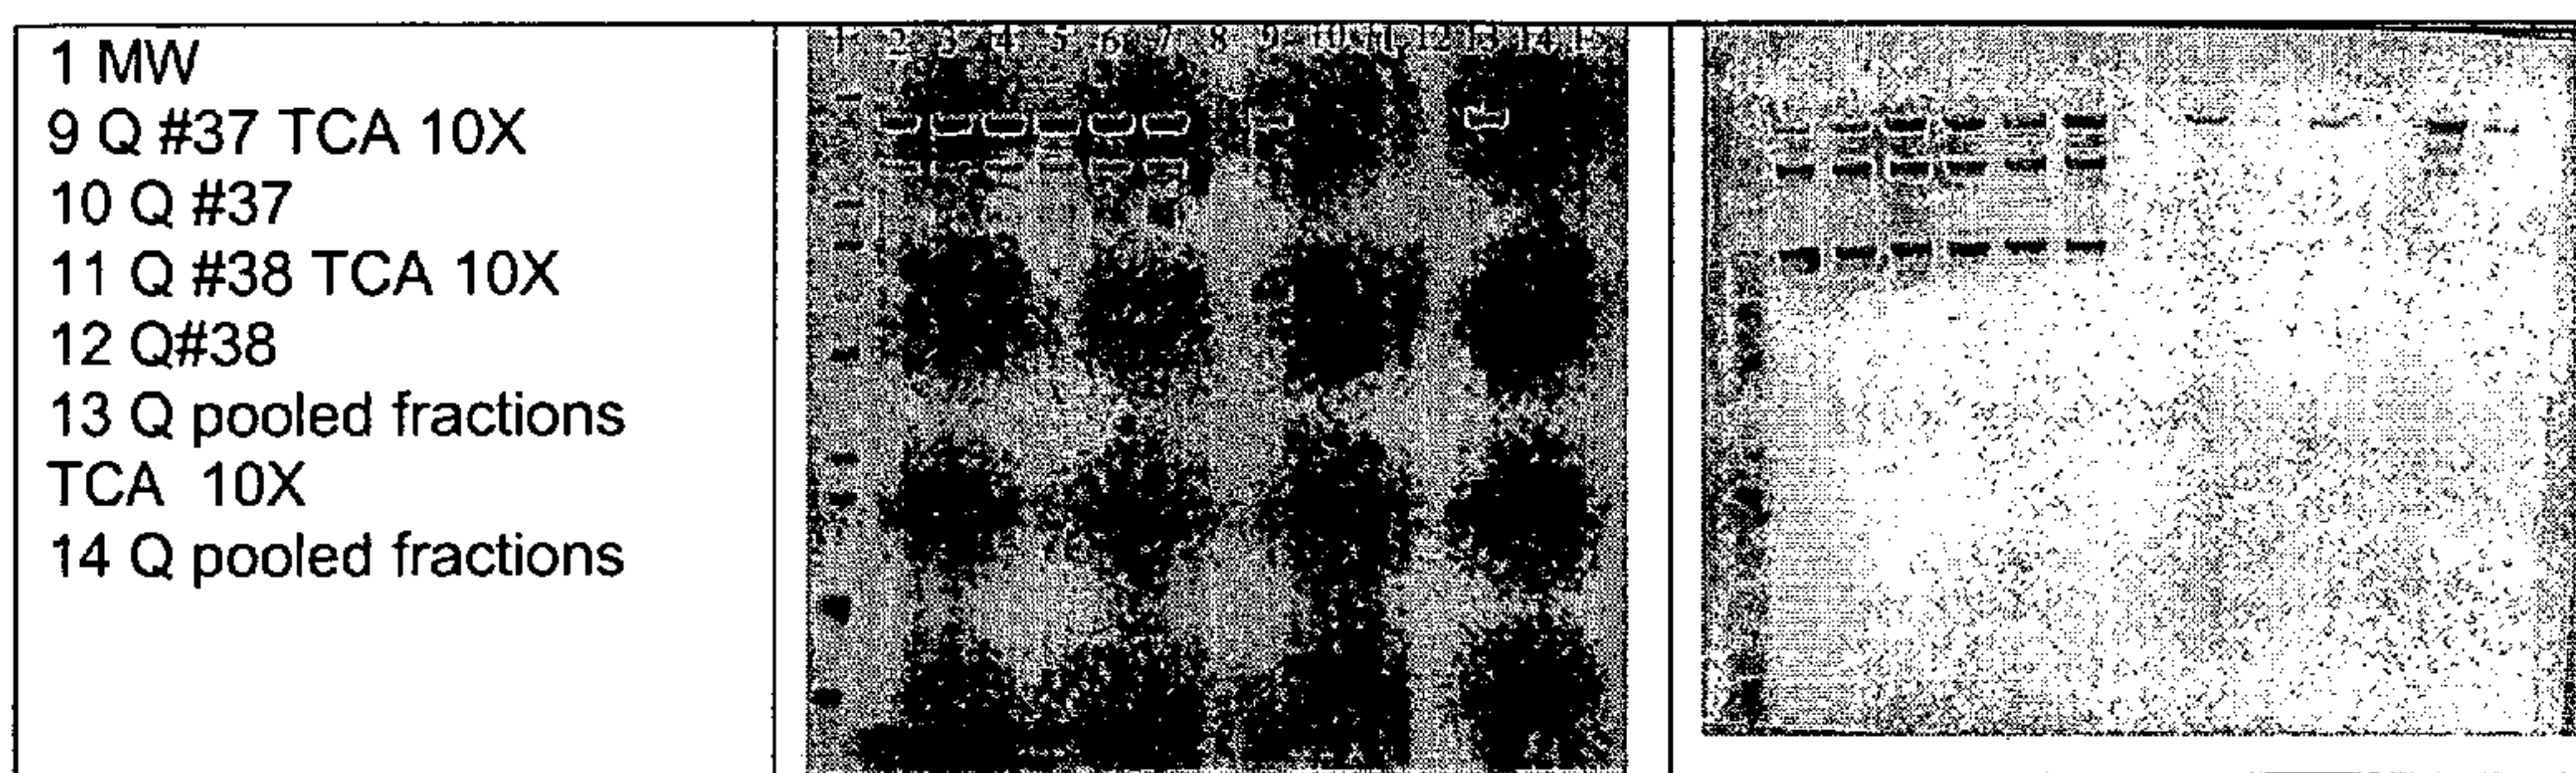 1 MW
9 Q #37 TCA 10X
10 Q #37
11 Q #38 TCA 10X
12 Q#38
13 Q pooled fractions
TCA 10X
14 Q pooled fractions
1 2 3 4 5 6 7 8 9 10 11 12 13 14